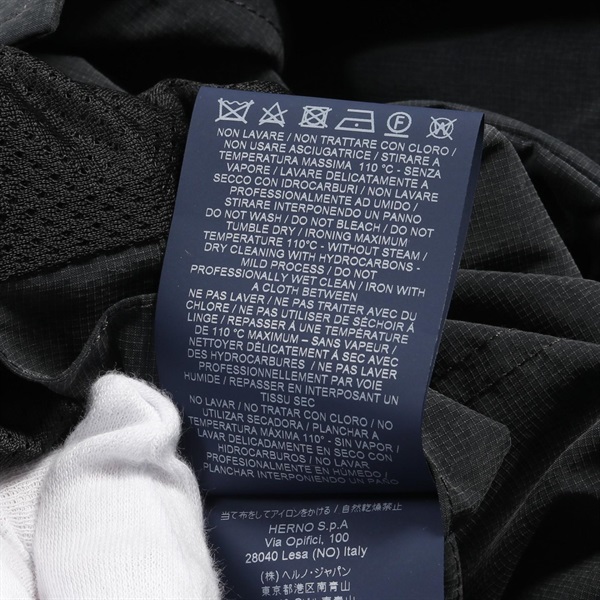 NON LAVARE / NON TRATTARE CON CLORO /
NON USARE ASCIUGATRICE / STIRARE A
TEMPERATURA MASSIMA 110 °C - SENZA
VAPORE / LAVARE DELICATAMENTE A
SECCO CON IDROCARBURI / NON LAVARE
PROFESSIONALMENTE AD UMIDO /
STIRARE INTERPONENDO UN PANNO
DO NOT WASH / DO NOT BLEACH / DO NOT
TUMBLE DRY / IRONING MAXIMUM
TEMPERATURE 110°C - WITHOUT STEAM /
DRY CLEANING WITH HYDROCARBONS -
MILD PROCESS / DO NOT
PROFESSIONALLY WET CLEAN / IRON WITH
A CLOTH BETWEEN
NE PAS LAVER / NE PAS TRAITER AVEC DU
CHLORE / NE PAS UTILISER DE SÉCHOIR À
LINGE / REPASSER À UNE TEMPÉRATURE
DE 110 °C MAXIMUM – SANS VAPEUR /
NETTOYER DÉLICATEMENT À SEC AVEC
DES HYDROCARBURES / NE PAS LAVER
PROFESSIONNELLEMENT PAR VOIE
HUMIDE / REPASSER EN INTERPOSANT UN
TISSU SEC
NO LAVAR / NO TRATAR CON CLORO / NO
UTILIZAR SECADORA / PLANCHAR A
TEMPERATURA MÁXIMA 110° - SIN VAPOR /
LAVAR DELICADAMENTE EN SECO CON
HIDROCARBUROS / NO LAVAR
PROFESIONALMENTE EN HÚMEDO /
PLANCHAR INTERPONIENDO UN PAÑO
当て布をしてアイロンをかける / 自然乾燥禁止
HERNO S.p.A
Via Opifici, 100
28040 Lesa (NO) Italy
(株) ヘルノ・ジャパン
東京都港区南青山